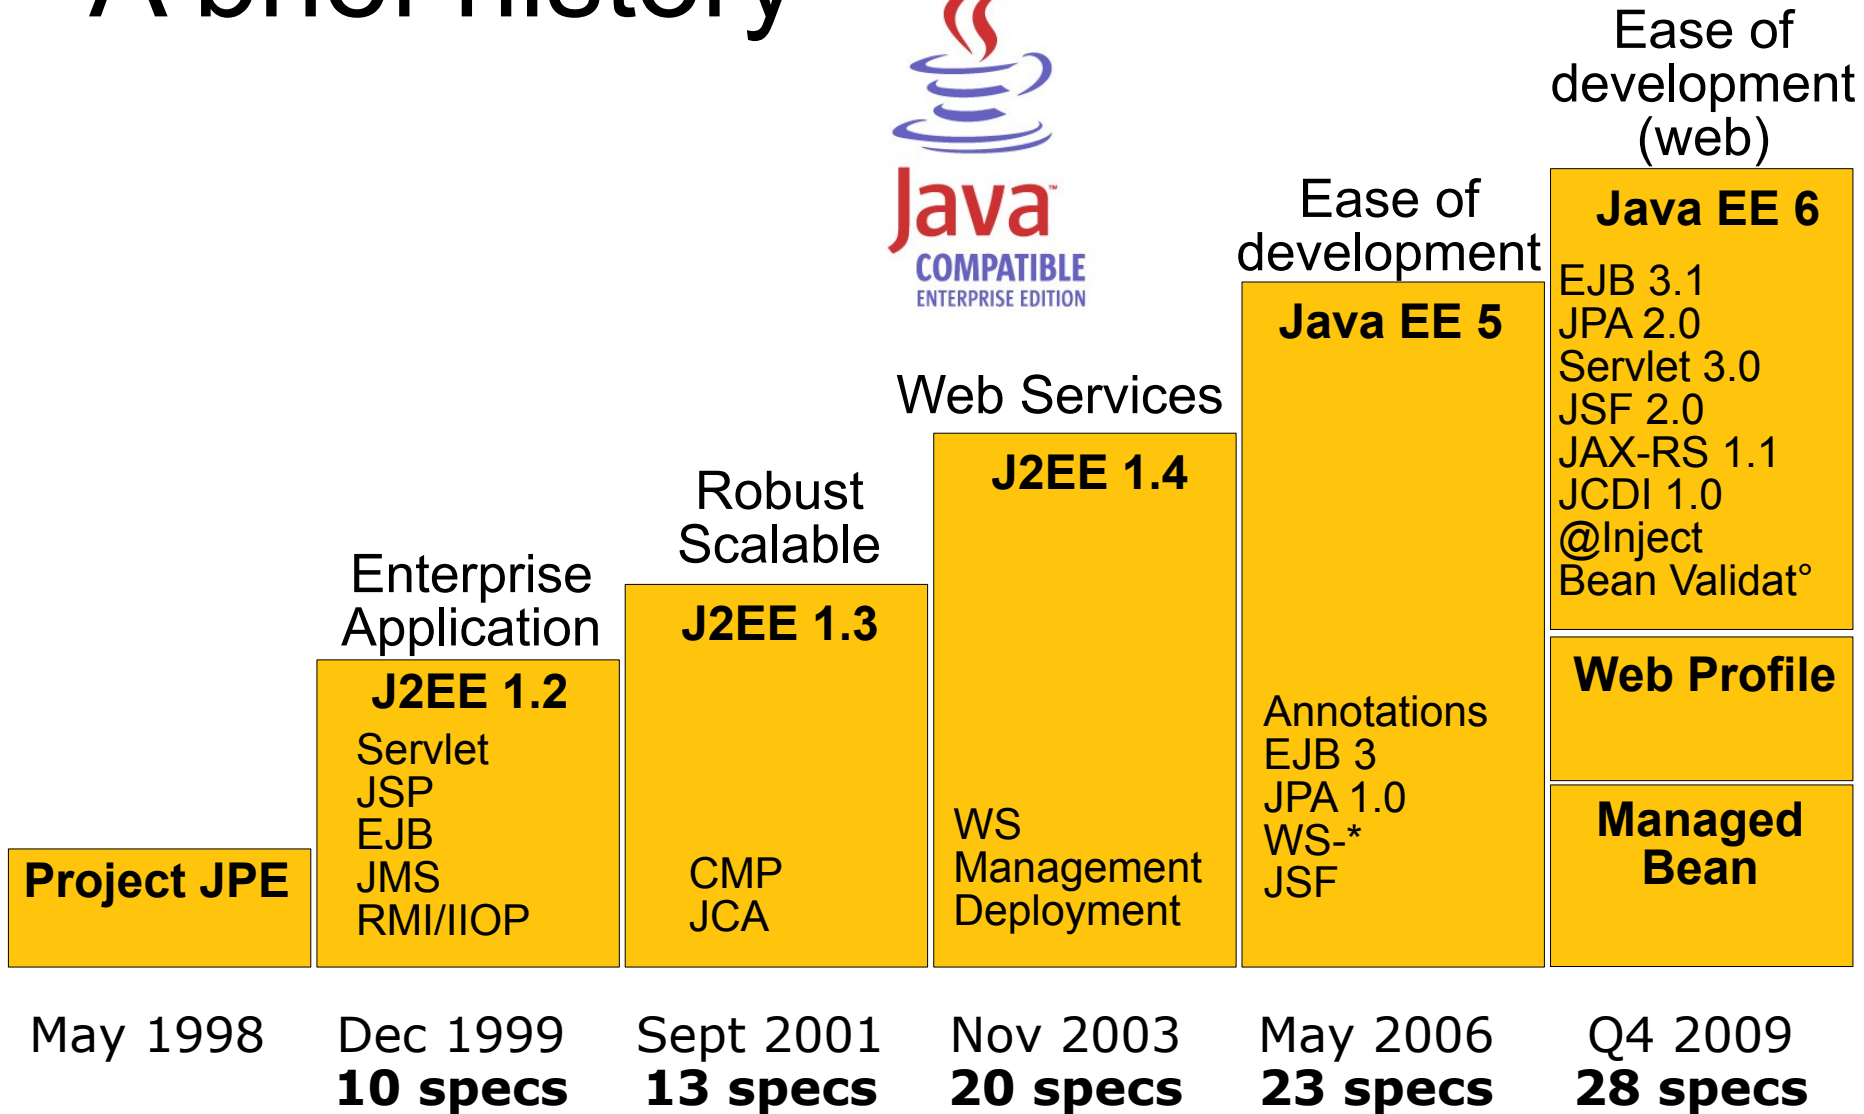 A brief history
Java™
COMPATIBLE
ENTERPRISE EDITION
Project JPE
May 1998
Enterprise
Application
J2EE 1.2
Servlet
JSP
EJB
JMS
RMI/IIOP
Dec 1999
10 specs
Robust
Scalable
J2EE 1.3
CMP
JCA
Sept 2001
13 specs
Web Services
J2EE 1.4
WS
Management
Deployment
Nov 2003
20 specs
Ease of
development
Java EE 5
Annotations
EJB 3
JPA 1.0
WS-*
JSF
May 2006
23 specs
Ease of
development
(web)
Java EE 6
EJB 3.1
JPA 2.0
Servlet 3.0
JSF 2.0
JAX-RS 1.1
JCDI 1.0
@Inject
Bean Validat°
Web Profile
Managed
Bean
Q4 2009
28 specs